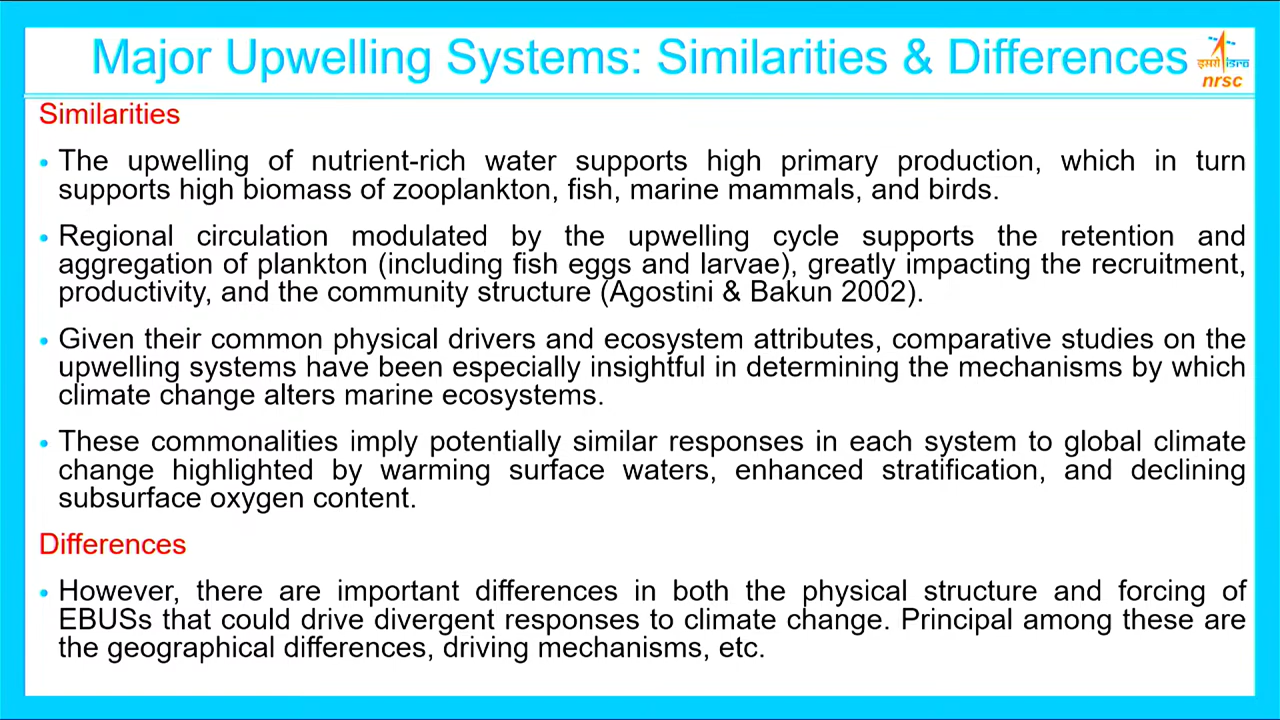 Major Upwelling Systems: Similarities & Differences
इसरो isro
nrsc
Similarities
• The upwelling of nutrient-rich water supports high primary production, which in turn
supports high biomass of zooplankton, fish, marine mammals, and birds.
• Regional circulation modulated by the upwelling cycle supports the retention and
aggregation of plankton (including fish eggs and larvae), greatly impacting the recruitment,
productivity, and the community structure (Agostini & Bakun 2002).
• Given their common physical drivers and ecosystem attributes, comparative studies on the
upwelling systems have been especially insightful in determining the mechanisms by which
climate change alters marine ecosystems.
• These commonalities imply potentially similar responses in each system to global climate
change highlighted by warming surface waters, enhanced stratification, and declining
subsurface oxygen content.
Differences
• However, there are important differences in both the physical structure and forcing of
EBUSs that could drive divergent responses to climate change. Principal among these are
the geographical differences, driving mechanisms, etc.